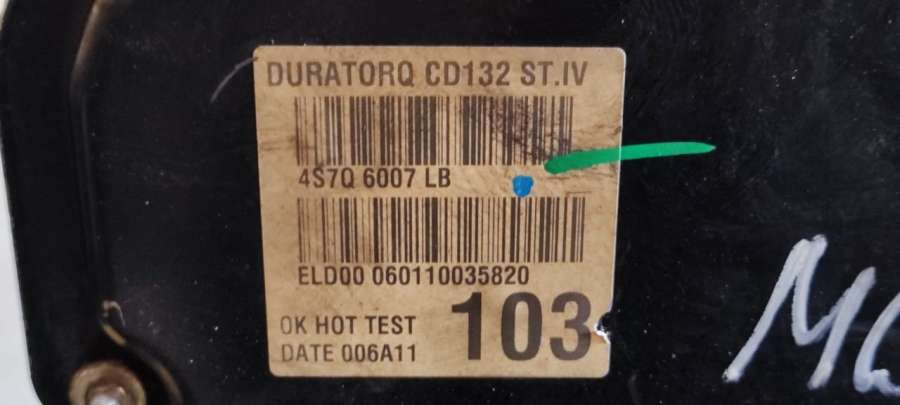 DURATORQ CD132 ST.IV
4S7Q 6007 LB
ELD00 060110035820
OK HOT TEST
DATE 006A11
103